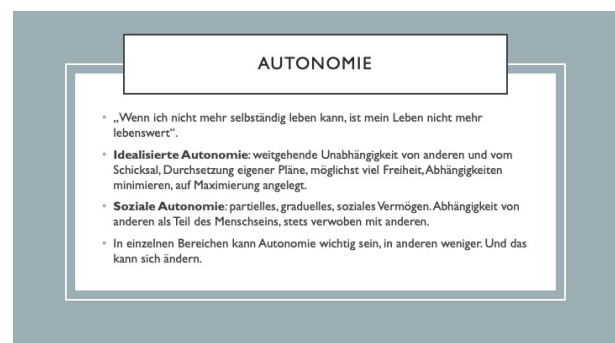 AUTONOMIE
• „Wenn ich nicht mehr selbständig leben kann, ist mein Leben nicht mehr
lebenswert“.
• Idealisierte Autonomie: weitgehende Unabhängigkeit von anderen und vom
Schicksal, Durchsetzung eigener Pläne, möglichst viel Freiheit, Abhängigkeiten
minimieren, auf Maximierung angelegt.
• Soziale Autonomie: partielles, graduelles, soziales Vermögen. Abhängigkeit von
anderen als Teil des Menschseins, stets verwoben mit anderen.
• In einzelnen Bereichen kann Autonomie wichtig sein, in anderen weniger. Und das
kann sich ändern.